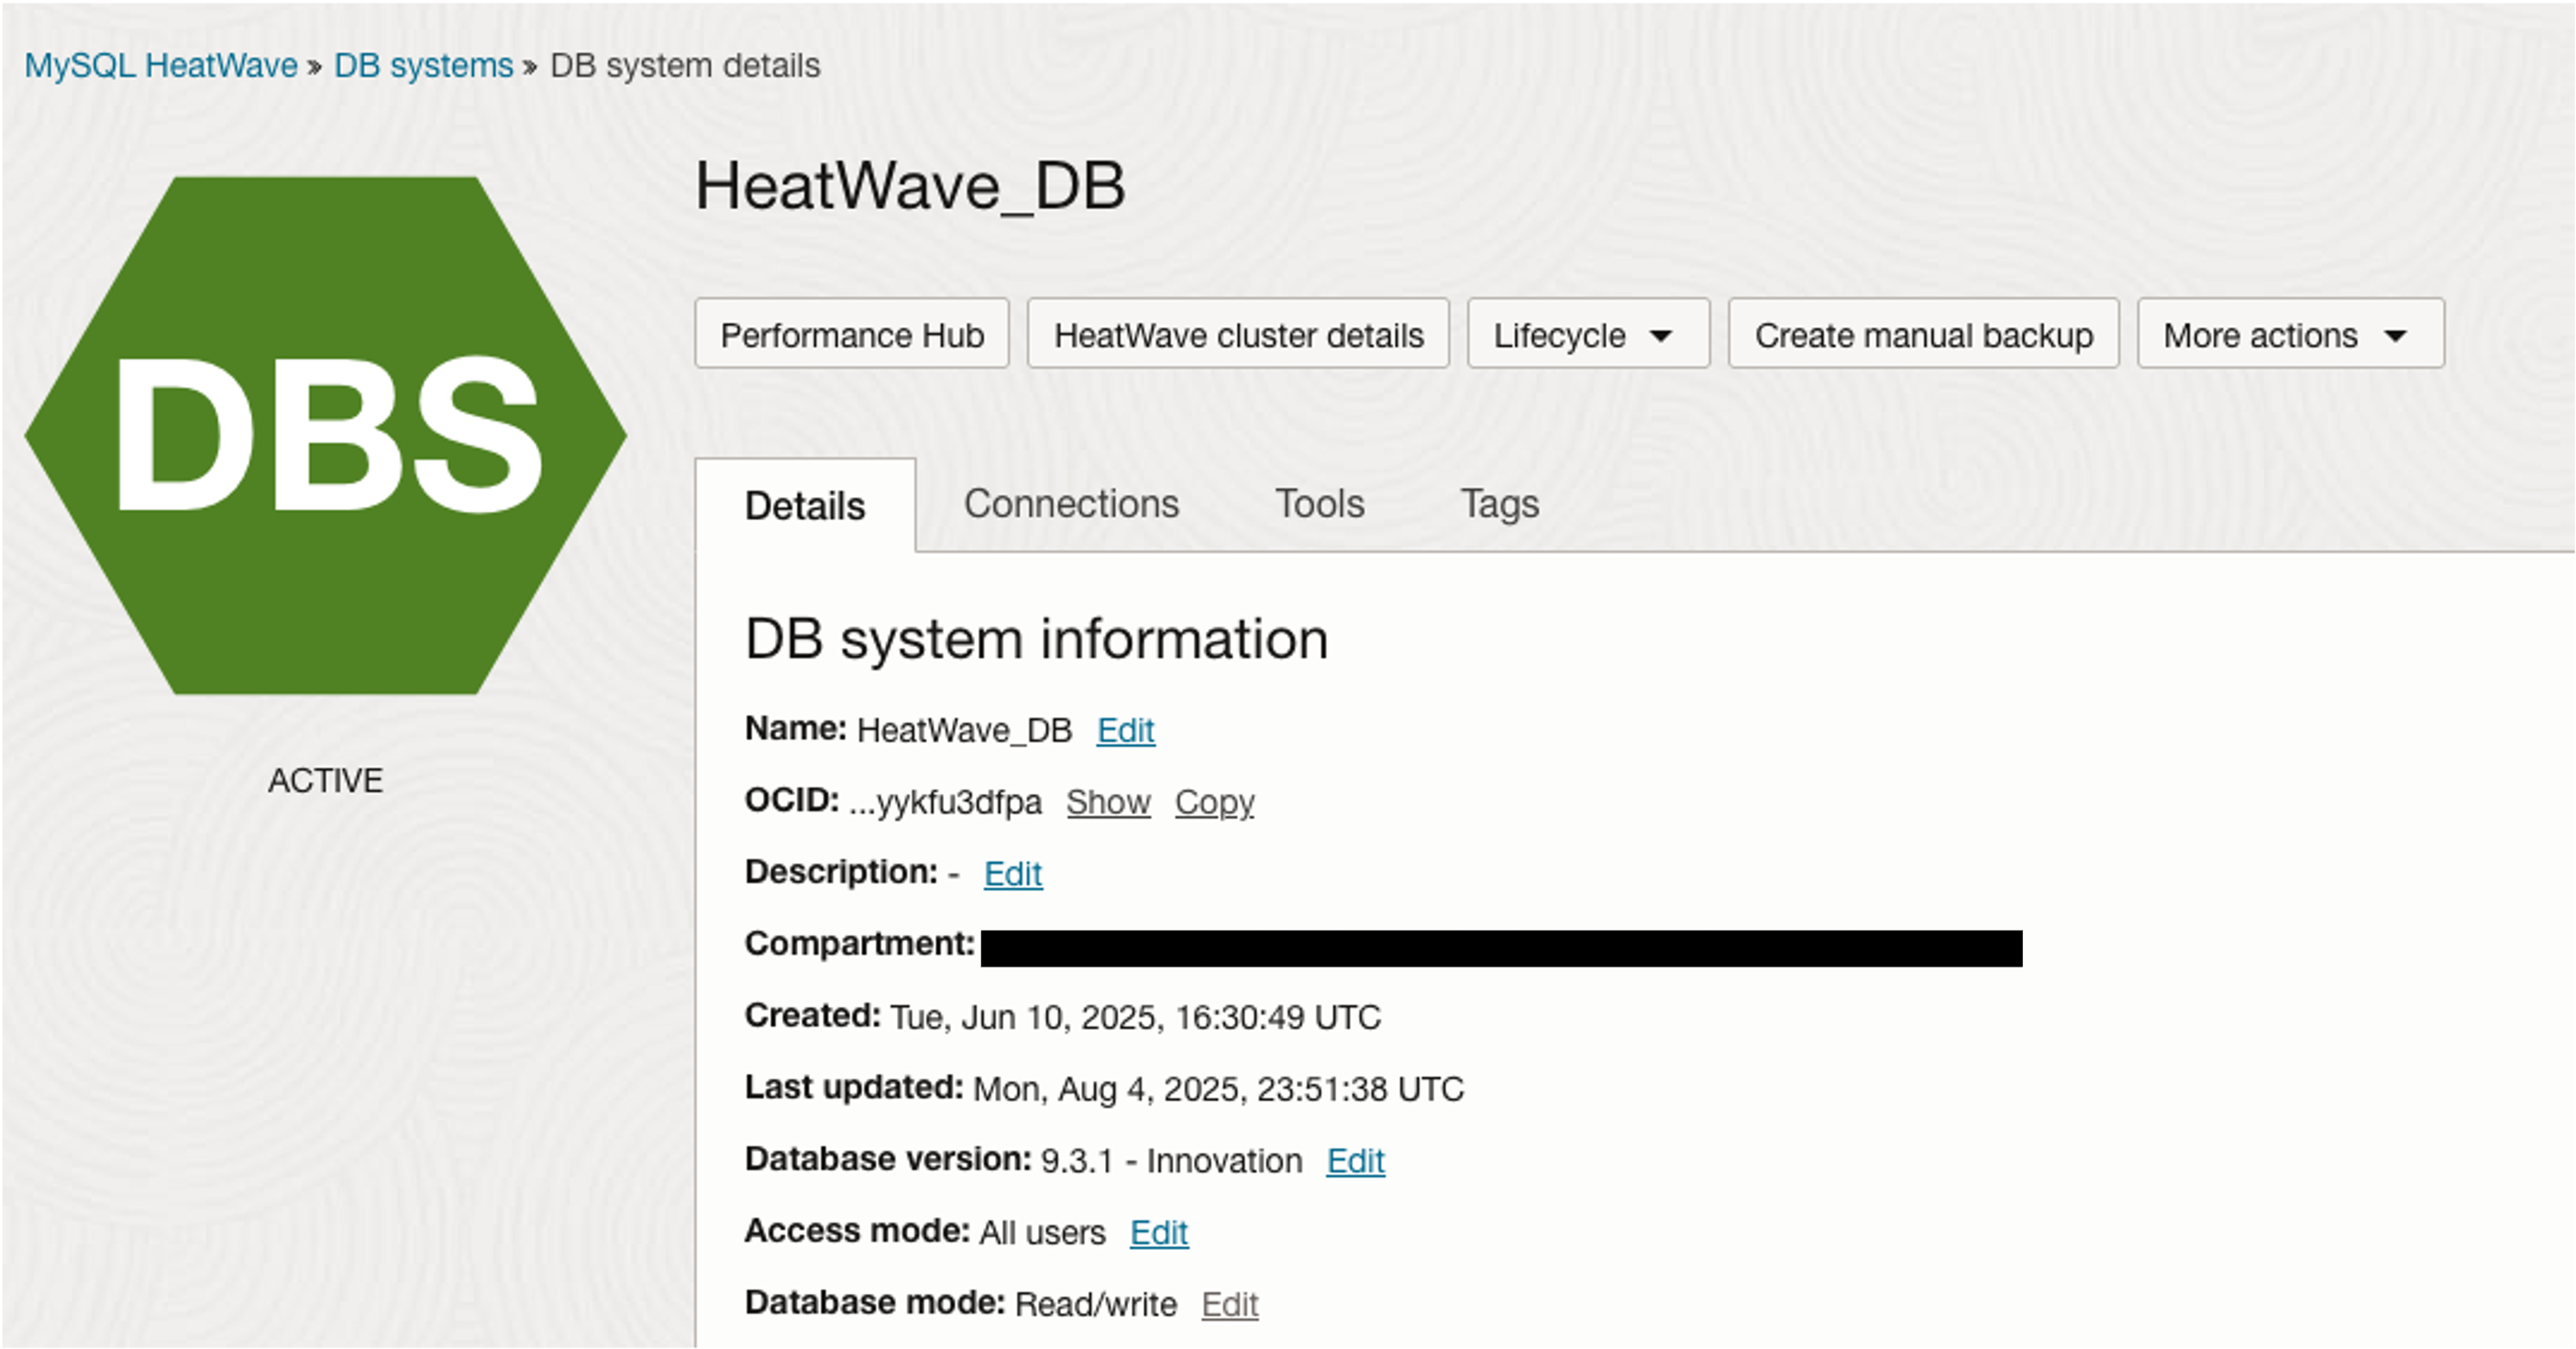 MySQL HeatWave » DB systems » DB system details
HeatWave_DB
Performance Hub HeatWave cluster details Lifecycle Create manual backup More actions
DBS
ACTIVE
Details Connections Tools Tags
DB system information
Name: HeatWave_DB Edit
OCID: ...yykfu3dfpa Show Copy
Description: - Edit
Compartment:
Created: Tue, Jun 10, 2025, 16:30:49 UTC
Last updated: Mon, Aug 4, 2025, 23:51:38 UTC
Database version: 9.3.1 - Innovation Edit
Access mode: All users Edit
Database mode: Read/write Edit